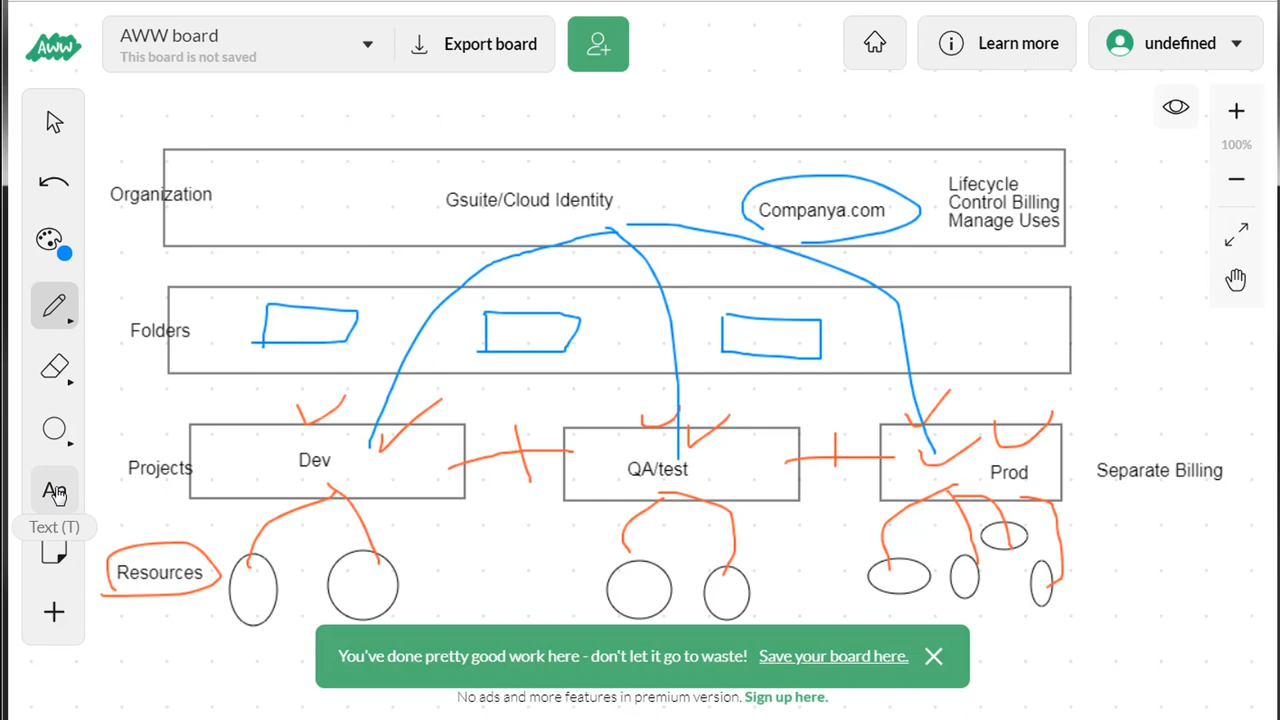 AWW
AWW board
This board is not saved
Export board
Learn more
undefined
100%
Organization
Gsuite/Cloud Identity
Companya.com
Lifecycle
Control Billing
Manage Uses
Folders
Projects
Dev
QA/test
Prod
Separate Billing
Text (T)
Resources
You've done pretty good work here - don't let it go to waste! Save your board here.
No ads and more features in premium version. Sign up here.